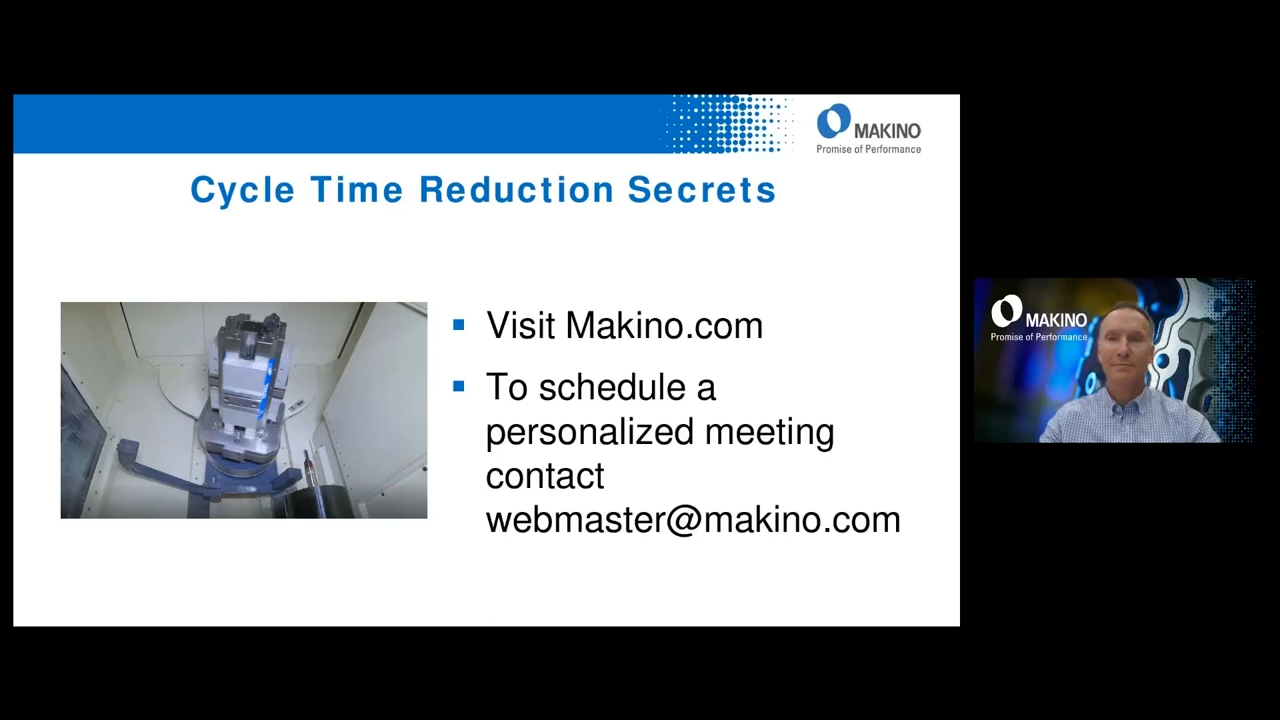 MAKINO
Promise of Performance
Cycle Time Reduction Secrets
Visit Makino.com
To schedule a
personalized meeting
contact
webmaster@makino.com
MAKINO
Promise of Performance